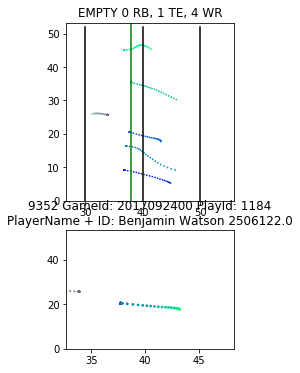 EMPTY 0 RB, 1 TE, 4 WR
50
40
30
20
10
0
30 40 50
9352 GameId: 2017092400 PlayId: 1184
PlayerName + ID: Benjamin Watson 2506122.0
40
20
0
35 40 45